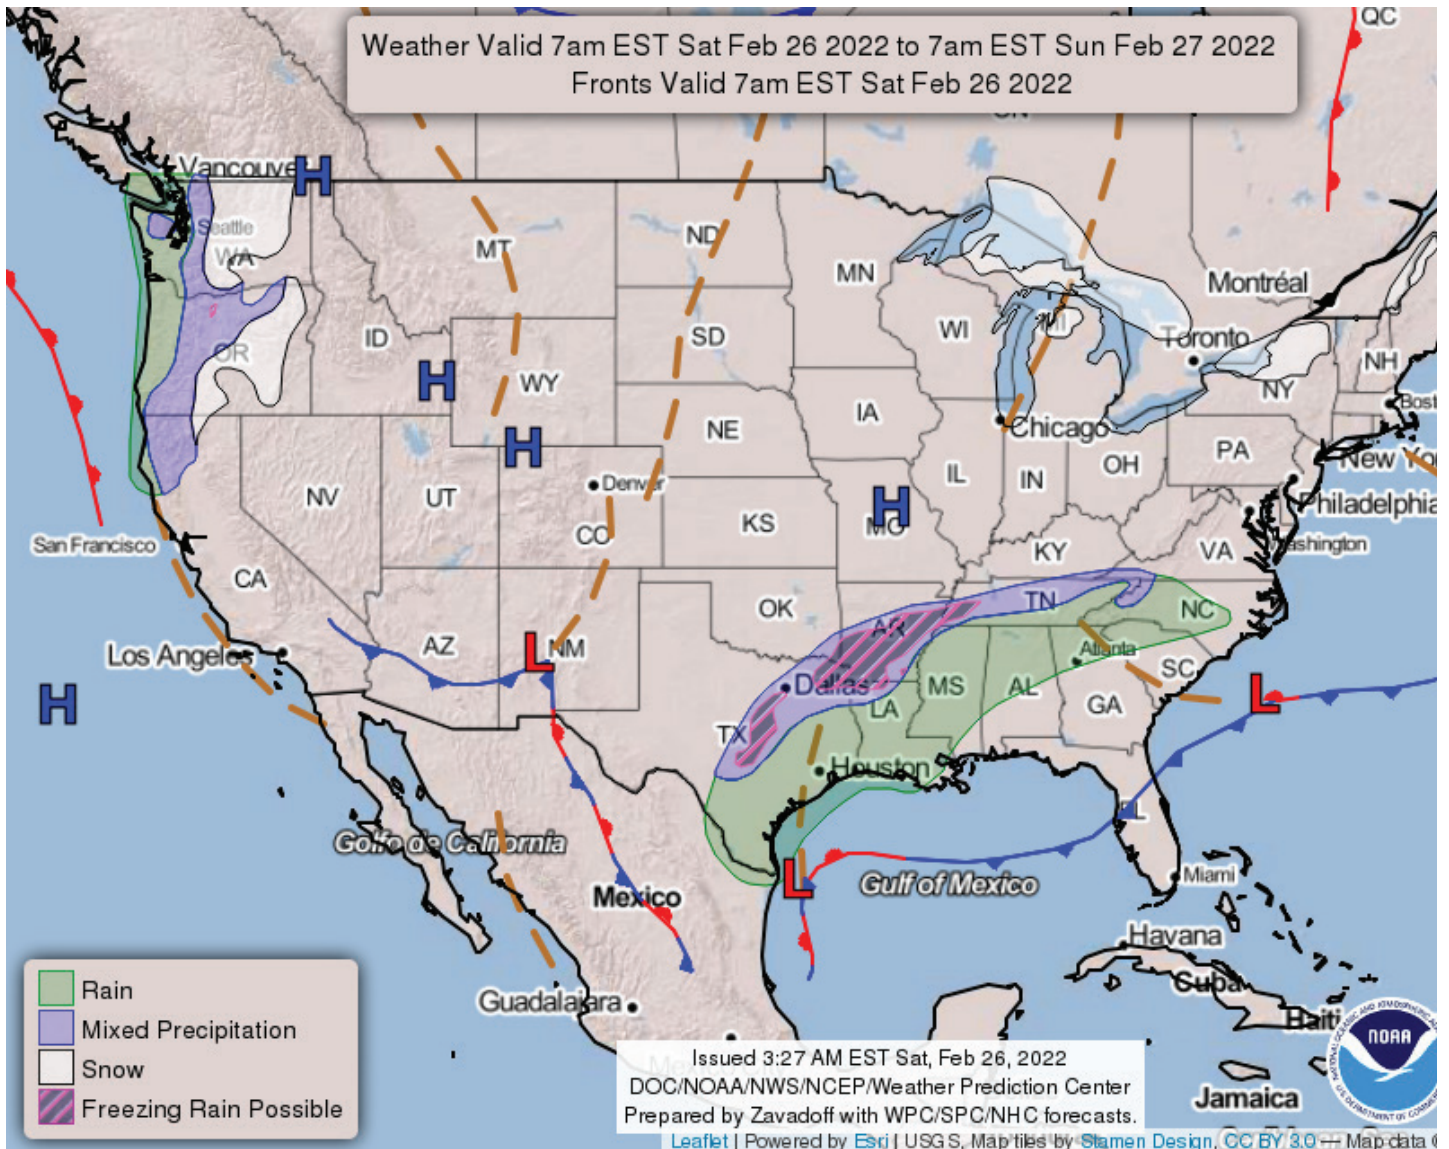 Weather Valid 7am EST Sat Feb 26 2022 to 7am EST Sun Feb 27 2022
Fronts Valid 7am EST Sat Feb 26 2022
QC
Vancouver
H
Seattle
WA
MT
ND
MN
Montréal
OR
ID
H
WY
SD
WI
MI
Toronto
NH
NY
Bost
IA
NE
Chicago
H
PA
New Yo
OH
IL
IN
NV
UT
Denver
Philadelphia
KS
H
MO
San Francisco
CO
KY
VA
Washington
CA
OK
TN
NC
AR
Los Angeles
AZ
L
NM
Atlanta
SC
Dallas
MS
AL
GA
H
LA
L
TX
Houston
FL
Golfo de California
L
Gulf of Mexico
Miami
Mexico
Havana
Cuba
Guadalajara
Haiti
Rain
Mixed Precipitation
Snow
Freezing Rain Possible
NOAA
Issued 3:27 AM EST Sat, Feb 26, 2022
DOC/NOAA/NWS/NCEP/Weather Prediction Center
Prepared by Zavadoff with WPC/SPC/NHC forecasts.
Jamaica
Leaflet | Powered by Esri | USGS, Map tiles by Stamen Design, CC BY 3.0 — Map data ©